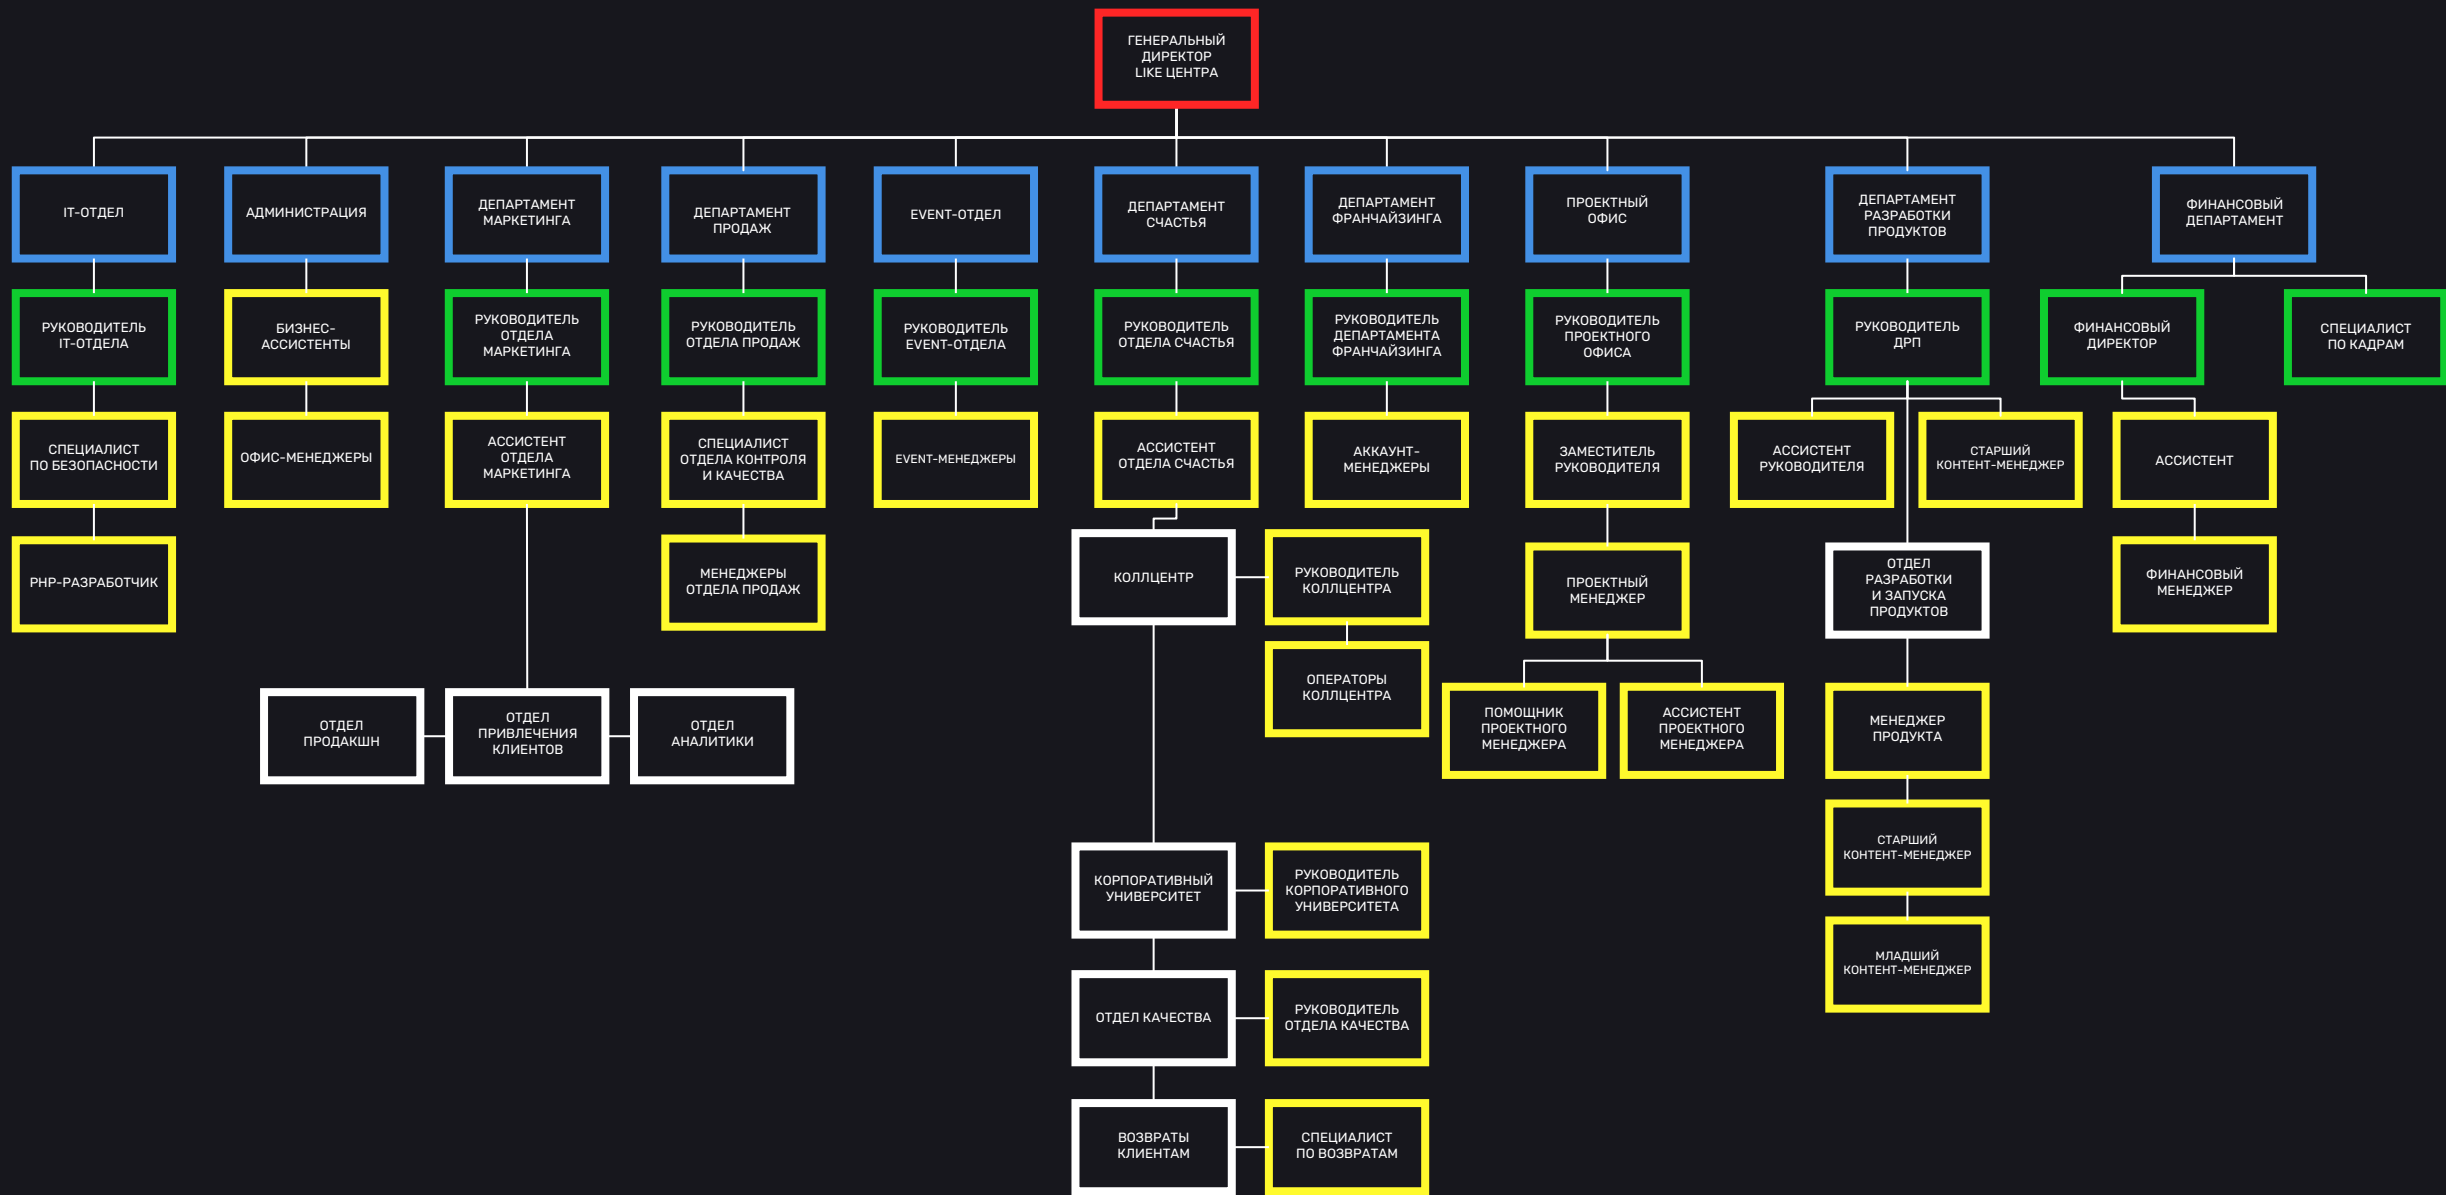 ГЕНЕРАЛЬНЫЙ
ДИРЕКТОР
LIKE ЦЕНТРА
IT-ОТДЕЛ
АДМИНИСТРАЦИЯ
ДЕПАРТАМЕНТ
МАРКЕТИНГА
ДЕПАРТАМЕНТ
ПРОДАЖ
EVENT-ОТДЕЛ
ДЕПАРТАМЕНТ
СЧАСТЬЯ
ДЕПАРТАМЕНТ
ФРАНЧАЙЗИНГА
ПРОЕКТНЫЙ
ОФИС
ДЕПАРТАМЕНТ
РАЗРАБОТКИ
ПРОДУКТОВ
ФИНАНСОВЫЙ
ДЕПАРТАМЕНТ
РУКОВОДИТЕЛЬ
IT-ОТДЕЛА
БИЗНЕС-
АССИСТЕНТЫ
РУКОВОДИТЕЛЬ
ОТДЕЛА
МАРКЕТИНГА
РУКОВОДИТЕЛЬ
ОТДЕЛА ПРОДАЖ
РУКОВОДИТЕЛЬ
EVENT-ОТДЕЛА
РУКОВОДИТЕЛЬ
ОТДЕЛА СЧАСТЬЯ
РУКОВОДИТЕЛЬ
ДЕПАРТАМЕНТА
ФРАНЧАЙЗИНГА
РУКОВОДИТЕЛЬ
ПРОЕКТНОГО
ОФИСА
РУКОВОДИТЕЛЬ
ДРП
ФИНАНСОВЫЙ
ДИРЕКТОР
СПЕЦИАЛИСТ
ПО КАДРАМ
СПЕЦИАЛИСТ
ПО БЕЗОПАСНОСТИ
ОФИС-МЕНЕДЖЕРЫ
АССИСТЕНТ
ОТДЕЛА
МАРКЕТИНГА
СПЕЦИАЛИСТ
ОТДЕЛА КОНТРОЛЯ
И КАЧЕСТВА
EVENT-МЕНЕДЖЕРЫ
АССИСТЕНТ
ОТДЕЛА СЧАСТЬЯ
АККАУНТ-
МЕНЕДЖЕРЫ
ЗАМЕСТИТЕЛЬ
РУКОВОДИТЕЛЯ
АССИСТЕНТ
РУКОВОДИТЕЛЯ
СТАРШИЙ
КОНТЕНТ-МЕНЕДЖЕР
АССИСТЕНТ
PHP-РАЗРАБОТЧИК
МЕНЕДЖЕРЫ
ОТДЕЛА ПРОДАЖ
КОЛЛЦЕНТР
РУКОВОДИТЕЛЬ
КОЛЛЦЕНТРА
ПРОЕКТНЫЙ
МЕНЕДЖЕР
ОТДЕЛ
РАЗРАБОТКИ
И ЗАПУСКА
ПРОДУКТОВ
ФИНАНСОВЫЙ
МЕНЕДЖЕР
ОПЕРАТОРЫ
КОЛЛЦЕНТРА
ОТДЕЛ
ПРОДАКШН
ОТДЕЛ
ПРИВЛЕЧЕНИЯ
КЛИЕНТОВ
ОТДЕЛ
АНАЛИТИКИ
ПОМОЩНИК
ПРОЕКТНОГО
МЕНЕДЖЕРА
АССИСТЕНТ
ПРОЕКТНОГО
МЕНЕДЖЕРА
МЕНЕДЖЕР
ПРОДУКТА
КОРПОРАТИВНЫЙ
УНИВЕРСИТЕТ
РУКОВОДИТЕЛЬ
КОРПОРАТИВНОГО
УНИВЕРСИТЕТА
СТАРШИЙ
КОНТЕНТ-МЕНЕДЖЕР
МЛАДШИЙ
КОНТЕНТ-МЕНЕДЖЕР
ОТДЕЛ КАЧЕСТВА
РУКОВОДИТЕЛЬ
ОТДЕЛА КАЧЕСТВА
ВОЗВРАТЫ
КЛИЕНТАМ
СПЕЦИАЛИСТ
ПО ВОЗВРАТАМ